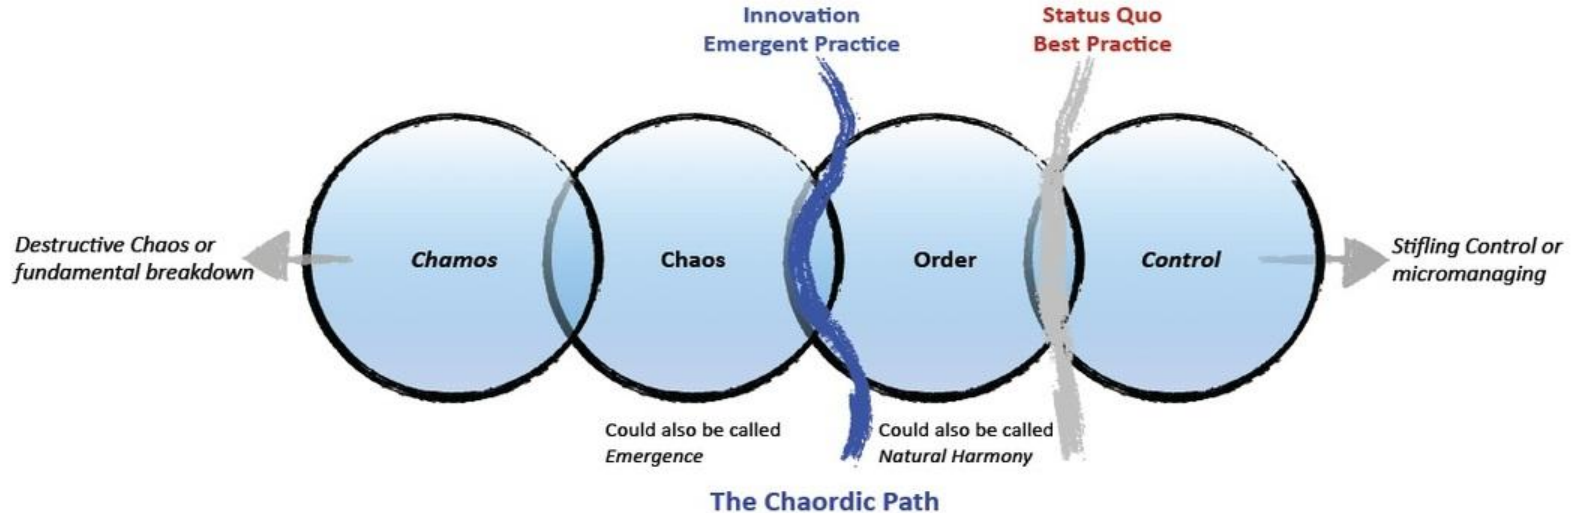 Innovation
Emergent Practice
Status Quo
Best Practice
Destructive Chaos or
fundamental breakdown
Chamos
Chaos
Order
Control
Stifling Control or
micromanaging
Could also be called
Emergence
Could also be called
Natural Harmony
The Chaordic Path